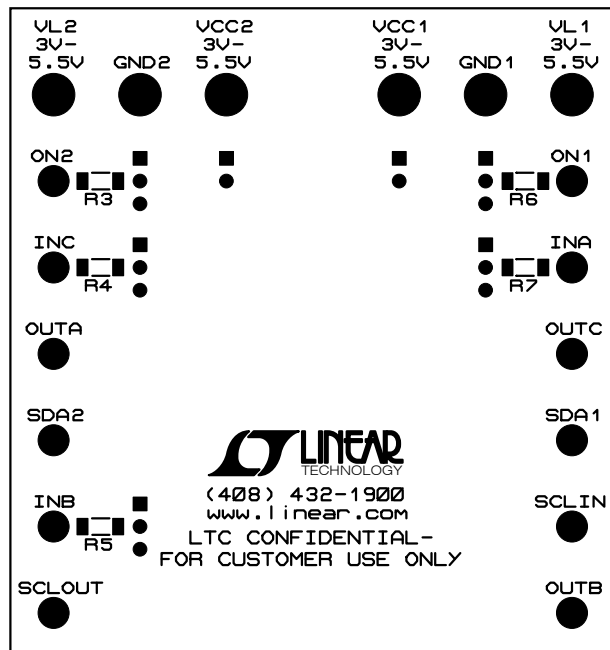 VL2
3V-
5.5V
GND2
VCC2
3V-
5.5V
VCC1
3V-
5.5V
GND1
VL1
3V-
5.5V
ON2
R3
R6
ON1
INC
R4
R7
INA
OUTA
OUTC
SDA2
SDA1
LINEAR
TECHNOLOGY
(408) 432-1900
www.linear.com
LTC CONFIDENTIAL-
FOR CUSTOMER USE ONLY
INB
R5
SCLIN
SCLOUT
OUTB